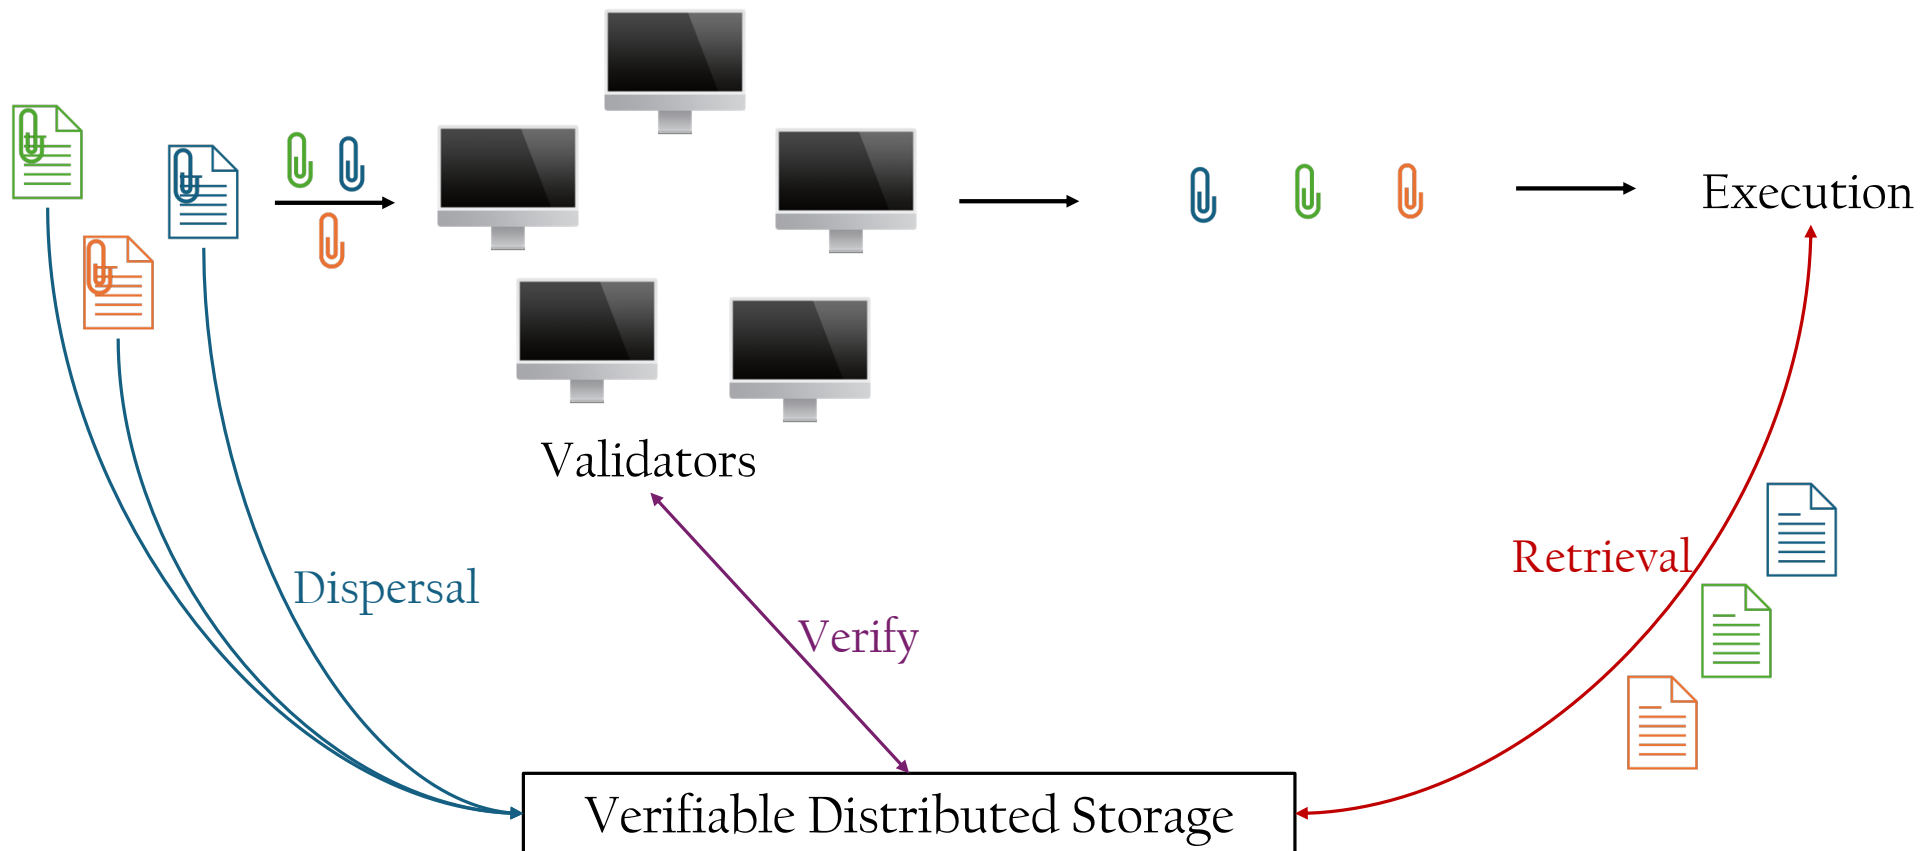 Execution
Validators
Retrieval
Dispersal
Verify
Verifiable Distributed Storage